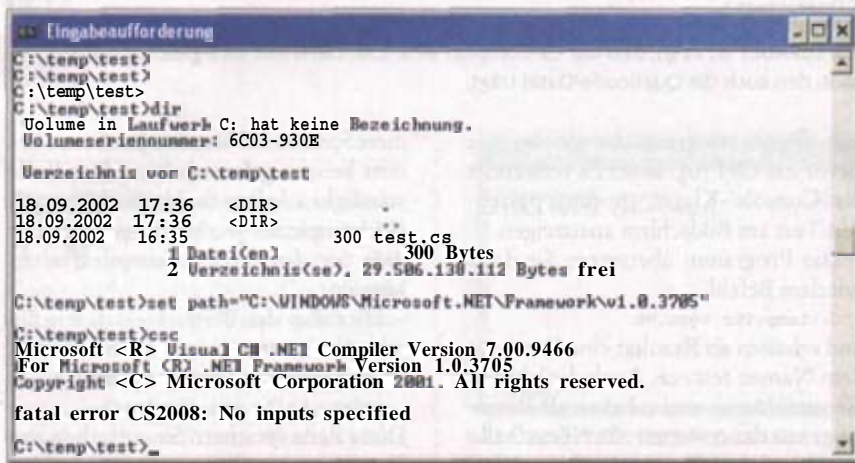 Eingabeaufforderung
C:\temp\test>
C:\temp\test>
C:\temp\test>
C:\temp\test>dir
Volume in Laufwerk C: hat keine Bezeichnung.
Volumeseriennummer: 6C03-930E
Verzeichnis von C:\temp\test
18.09.2002 17:36 <DIR> .
18.09.2002 17:36 <DIR> ..
18.09.2002 16:35 300 test.cs
1 Datei(en) 300 Bytes
2 Verzeichnis(se), 29.506.138.112 Bytes frei
C:\temp\test>set path="C:\WINDOWS\Microsoft.NET\Framework\v1.0.3705"
C:\temp\test>csc
Microsoft <R> Visual C# .NET Compiler Version 7.00.9466
For Microsoft (R) .NET Framework Version 1.0.3705
Copyright <C> Microsoft Corporation 2001. All rights reserved.
fatal error CS2008: No inputs specified
C:\temp\test>_